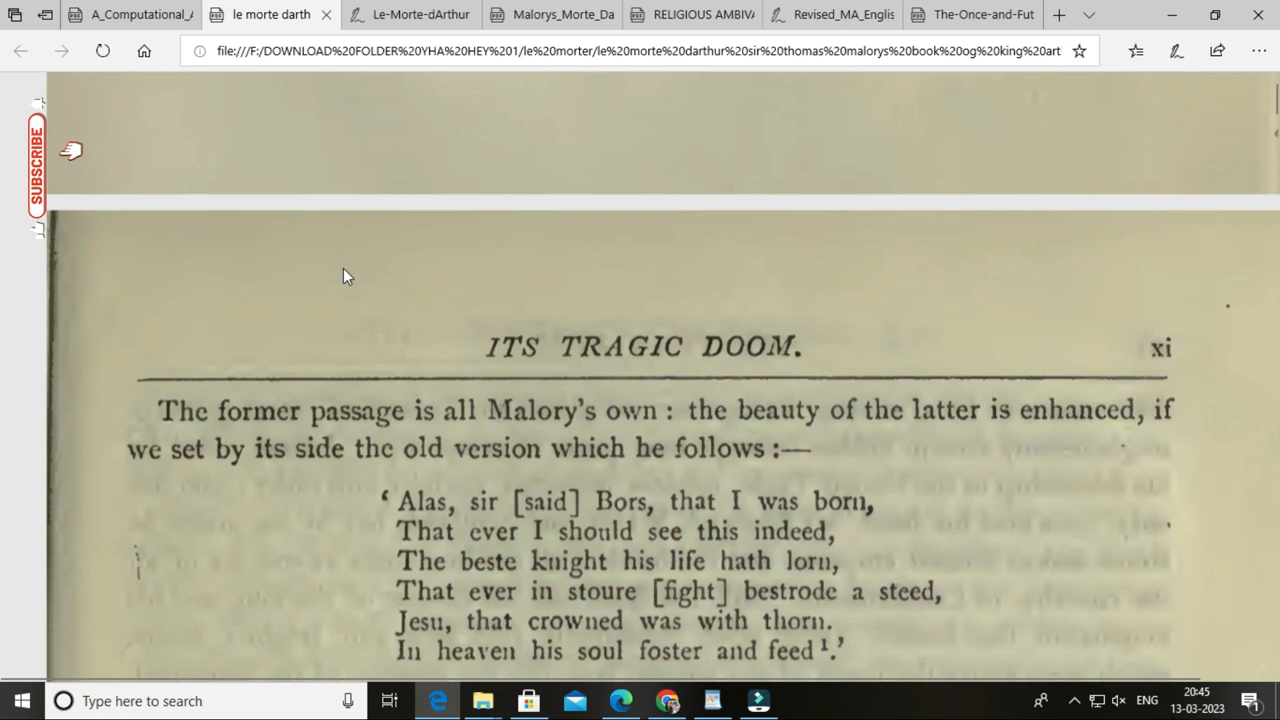 A_Computational_A
le morte darth
Le-Morte-dArthur
Malorys_Morte_Da
RELIGIOUS AMBIVA
Revised_MA_Englis
The-Once-and-Fut
file:///F:/DOWNLOAD%20FOLDER%20YHA%20HEY%201/le%20morter/le%20morte%20darthur%20sir%20thomas%20malorys%20book%20og%20king%20art
SUBSCRIBE
ITS TRAGIC DOOM. xi
The former passage is all Malory's own : the beauty of the latter is enhanced, if
we set by its side the old version which he follows :—
‘ Alas, sir [said] Bors, that I was born,
That ever I should see this indeed,
The beste knight his life hath lorn,
That ever in stoure [fight] bestrode a steed,
Jesu, that crowned was with thorn.
In heaven his soul foster and feed ¹.’
Type here to search
ENG
20:45
13-03-2023
1